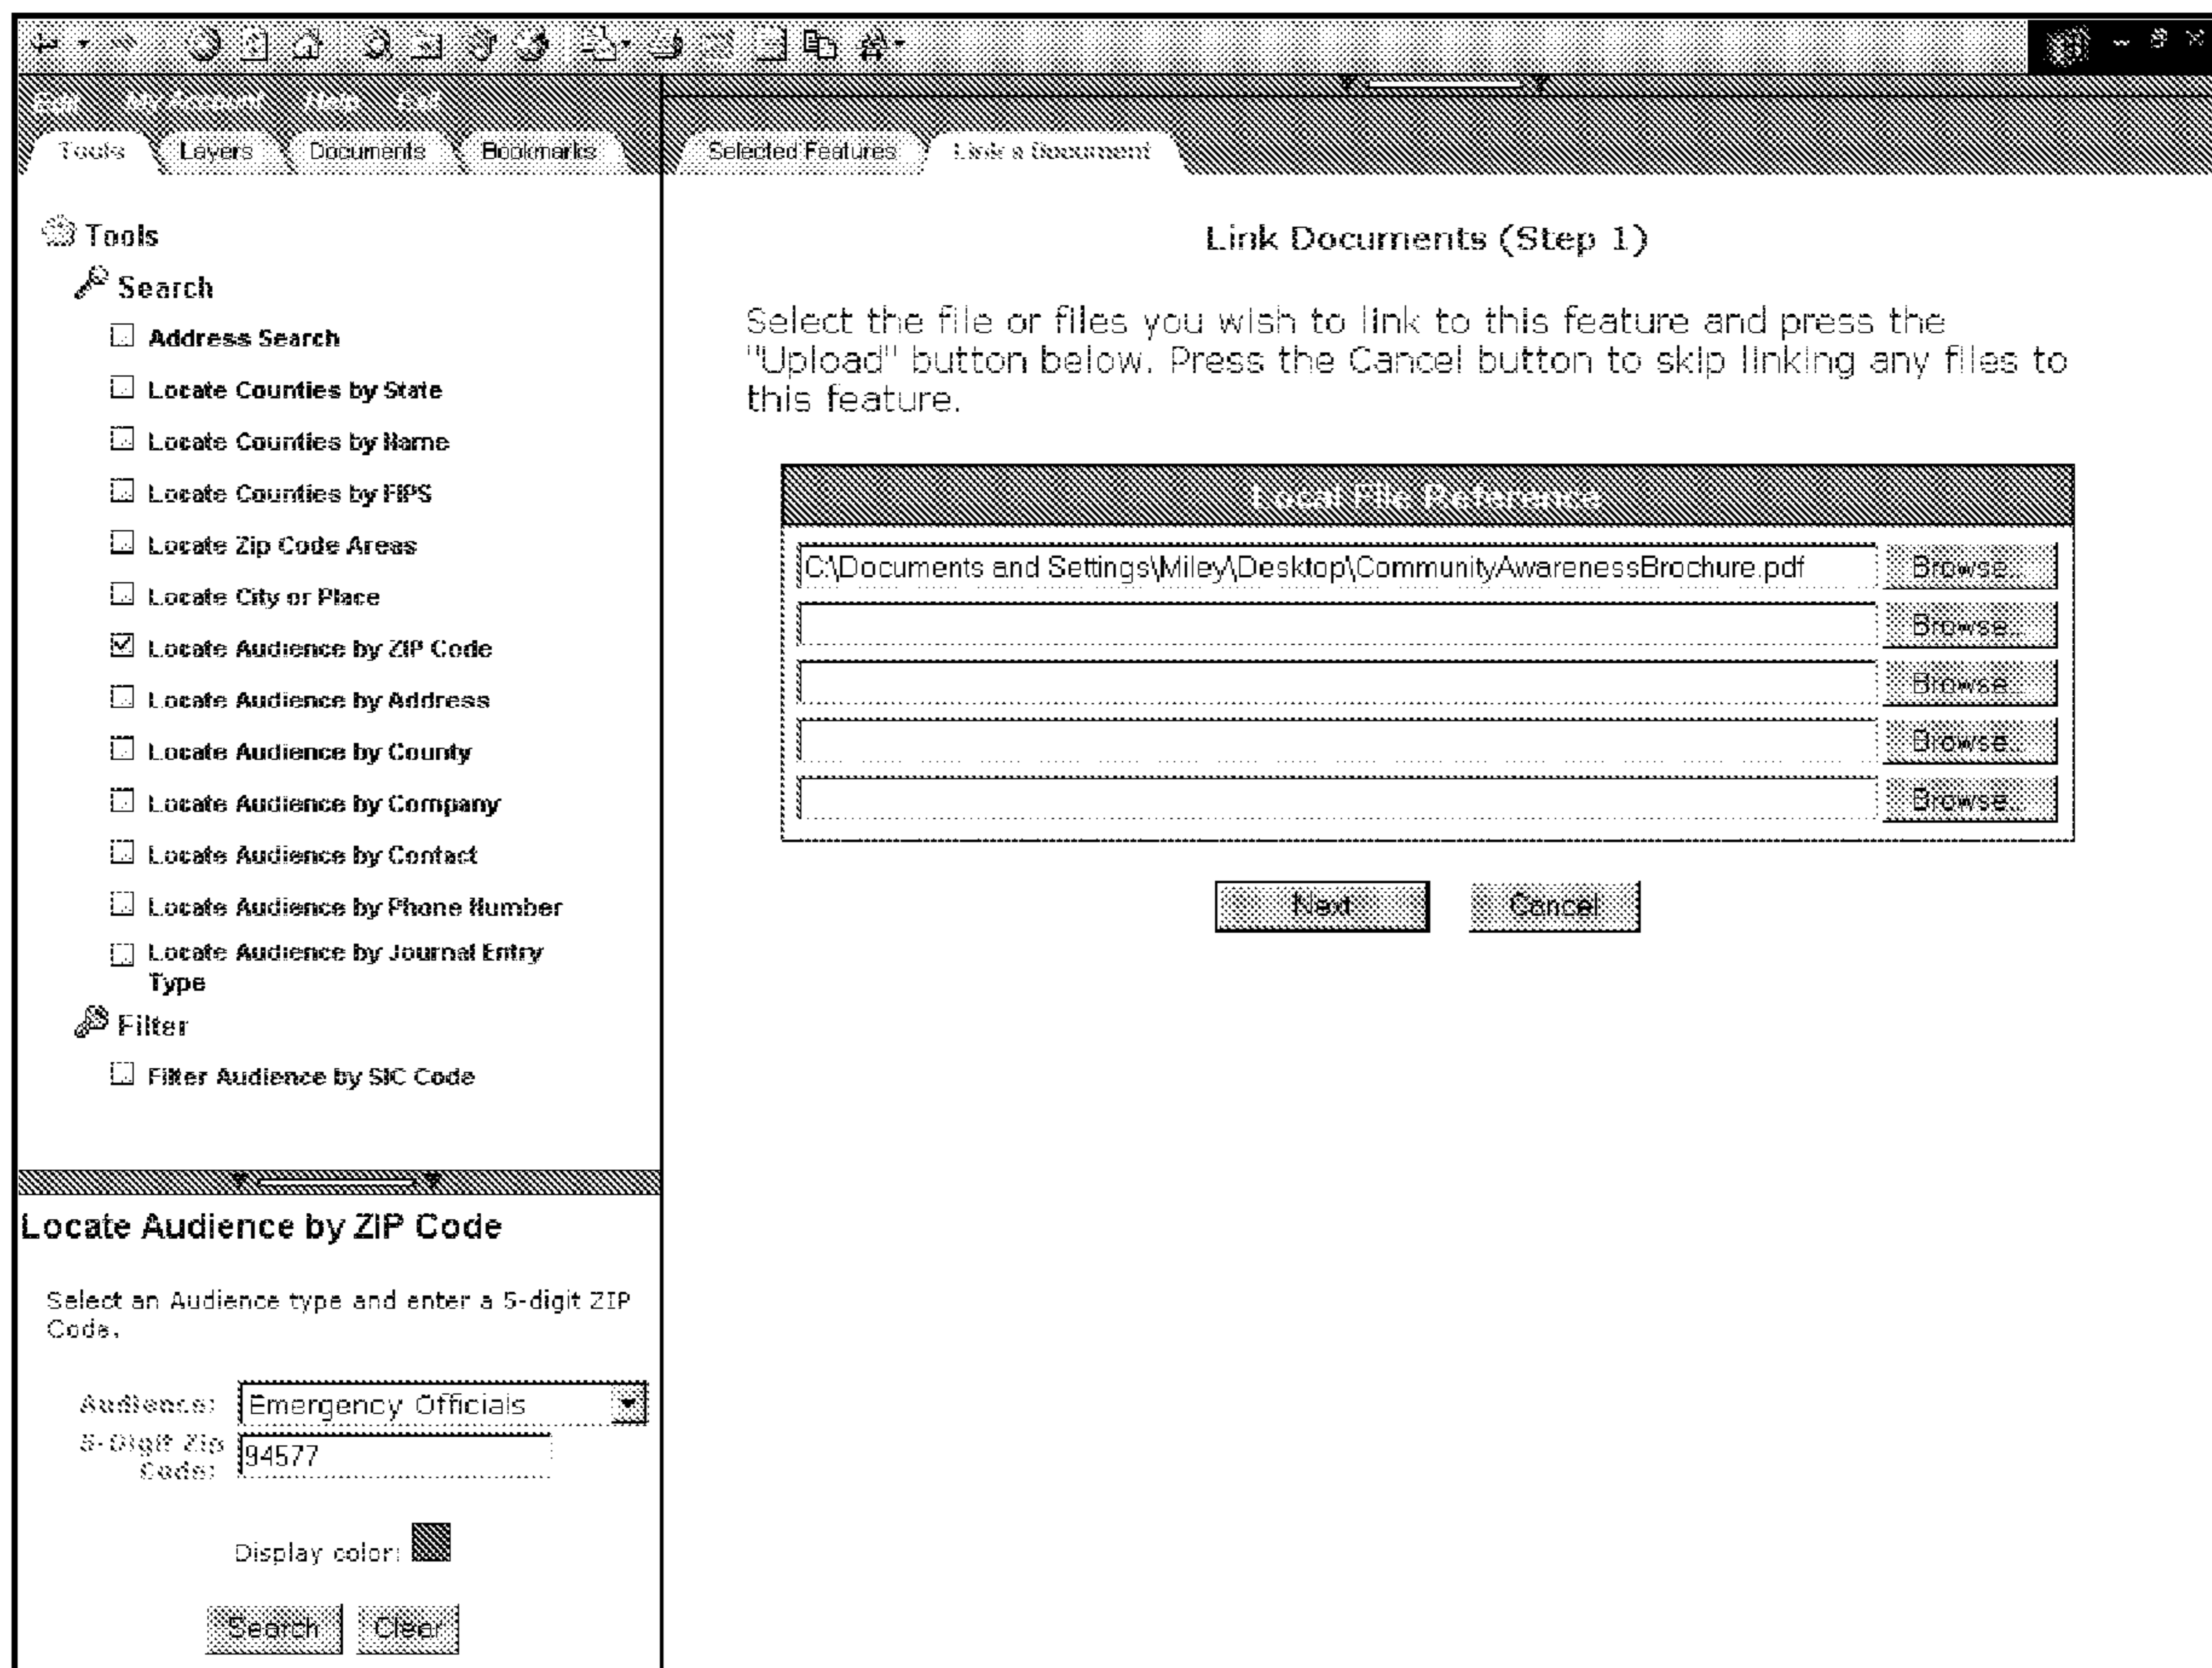 Edit My Account Help Exit
Tools Layers Documents Bookmarks
Tools
Search
Address Search
Locate Counties by State
Locate Counties by Name
Locate Counties by FIPS
Locate Zip Code Areas
Locate City or Place
Locate Audience by ZIP Code
Locate Audience by Address
Locate Audience by County
Locate Audience by Company
Locate Audience by Contact
Locate Audience by Phone Number
Locate Audience by Journal Entry
Type
Filter
Filter Audience by SIC Code
Locate Audience by ZIP Code
Select an Audience type and enter a 5-digit ZIP
Code.
Audience: Emergency Officials
5-Digit Zip
Code: 94577
Display color:
Search Clear
Selected Features Link a Document
Link Documents (Step 1)
Select the file or files you wish to link to this feature and press the
"Upload" button below. Press the Cancel button to skip linking any files to
this feature.
Local File Reference
C:\Documents and Settings\Miley\Desktop\CommunityAwarenessBrochure.pdf Browse...
Browse...
Browse...
Browse...
Browse...
Next Cancel